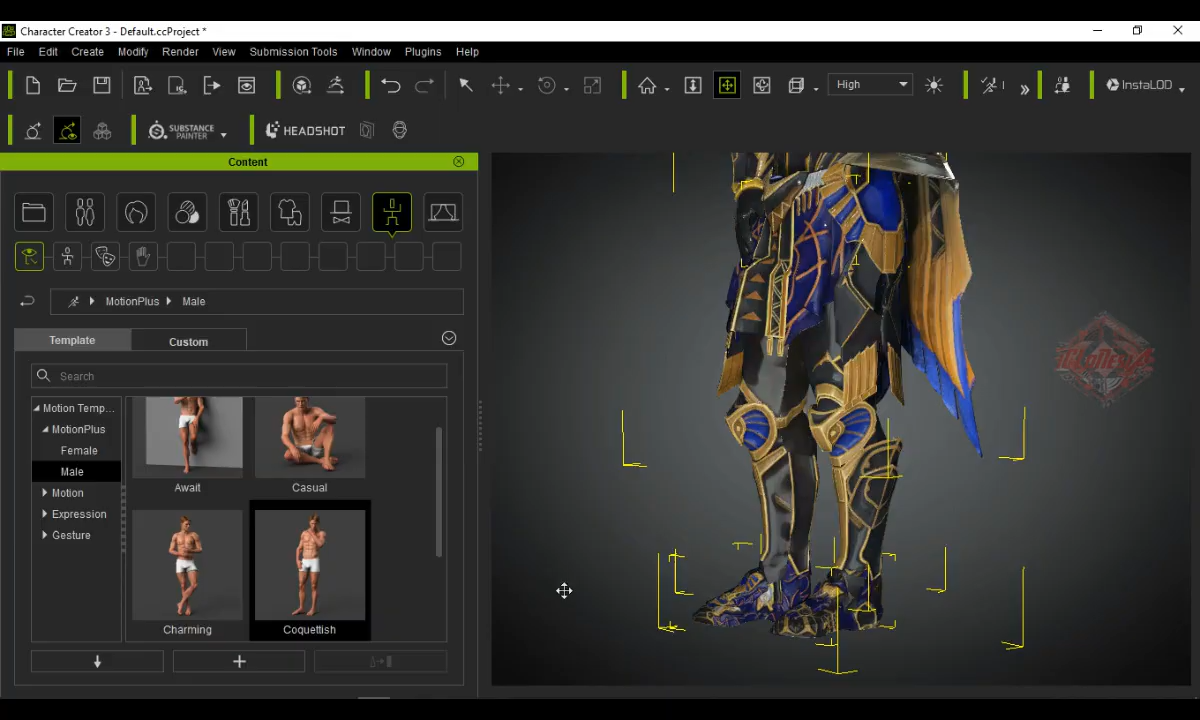 Character Creator 3 - Default.ccProject *
File Edit Create Modify Render View Submission Tools Window Plugins Help
High
InstaLOD
SUBSTANCE
PAINTER
HEADSHOT
Content
MotionPlus Male
Template
Custom
Search
Motion Temp...
MotionPlus
Female
Male
Motion
Expression
Gesture
Await
Casual
Charming
Coquettish